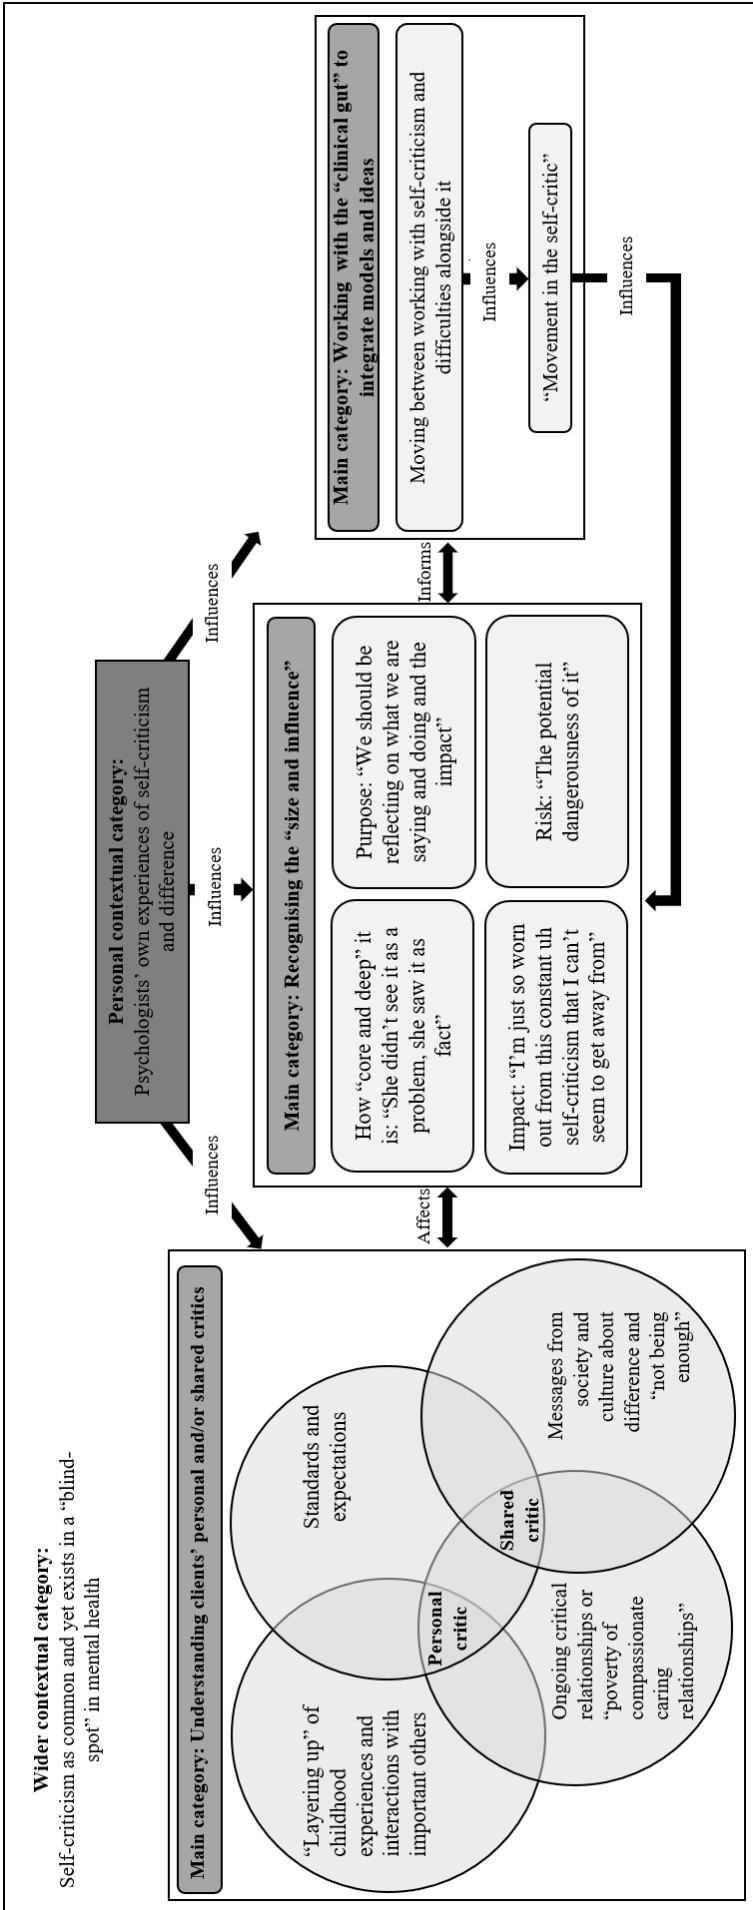 Wider contextual category:
Self-criticism as common and yet exists in a “blind-
spot” in mental health
Personal contextual category:
Psychologists’ own experiences of self-criticism
and difference
Influences
Influences
Influences
Main category: Understanding clients’ personal and/or shared critics
“Layering up” of
childhood
experiences and
interactions with
important others
Standards and
expectations
Personal
critic
Shared
critic
Ongoing critical
relationships or
“poverty of
compassionate
caring
relationships”
Messages from
society and
culture about
difference and
“not being
enough”
Affects
Main category: Recognising the “size and influence”
How “core and deep” it
is: “She didn’t see it as a
problem, she saw it as
fact”
Purpose: “We should be
reflecting on what we are
saying and doing and the
impact”
Impact: “I’m just so worn
out from this constant uh
self-criticism that I can’t
seem to get away from”
Risk: “The potential
dangerousness of it”
Informs
Main category: Working with the “clinical gut” to
integrate models and ideas
Moving between working with self-criticism and
difficulties alongside it
Influences
“Movement in the self-critic”
Influences